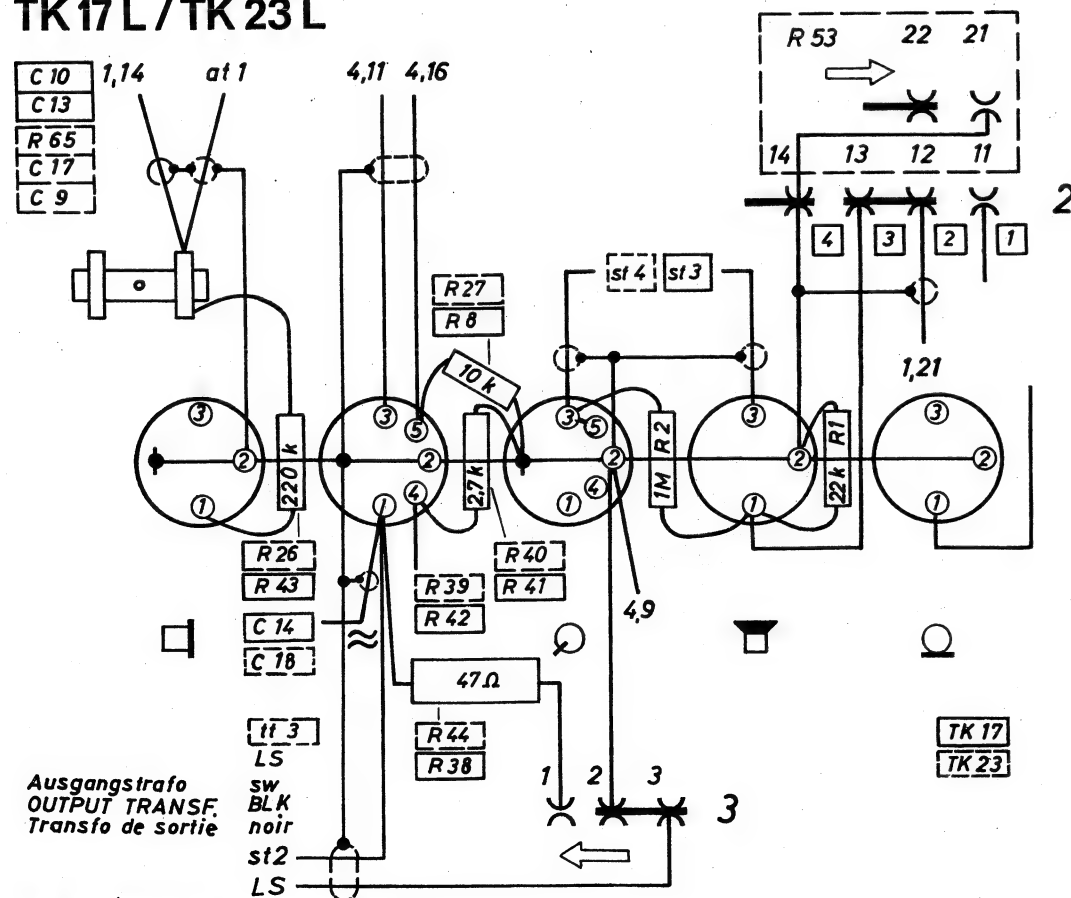 TK 17 L / TK 23 L
C 10
C 13
R 65
C 17
C 9
1,14
at 1
4,11
4,16
R 53
22
21
14
13
12
11
2
4
3
2
1
R 27
R 8
10 k
st 4
st 3
1,21
3
2
1
220 k
3
5
2
4
1
2,7 k
3
5
2
4
1
1M R 2
3
2
1
22 k R1
3
2
1
R 26
R 43
C 14
C 18
R 39
R 42
R 40
R 41
4,9
47Ω
R 44
R 38
tt 3
LS
sw
BLK
noir
Ausgangstrafo
OUTPUT TRANSF.
Transfo de sortie
st2
LS
1
2
3
3
TK 17
TK 23